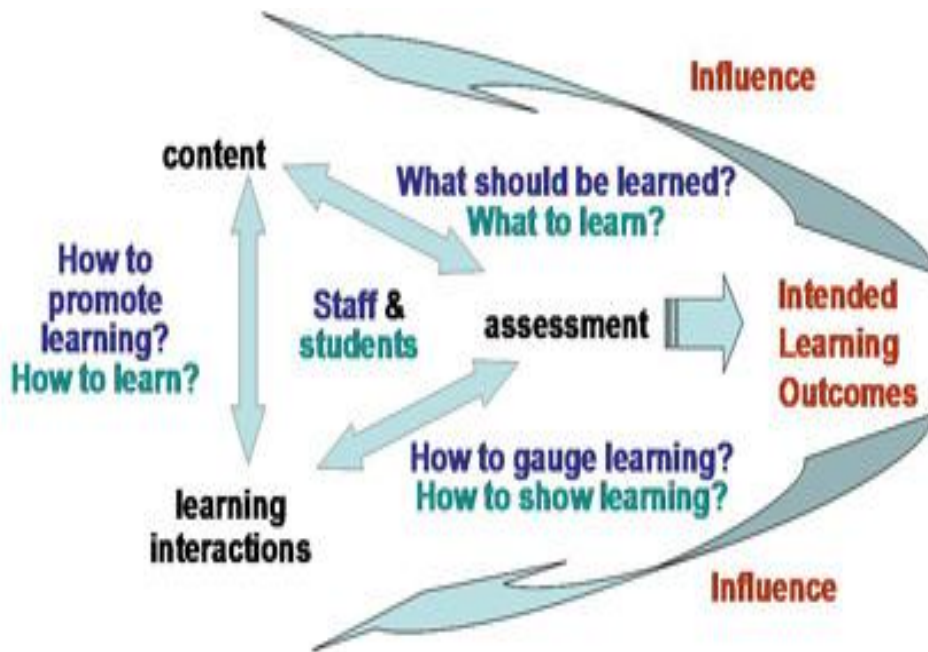 Influence
content
What should be learned?
What to learn?
How to
promote
learning?
How to learn?
Staff &
students
assessment
Intended
Learning
Outcomes
How to gauge learning?
How to show learning?
learning
interactions
Influence